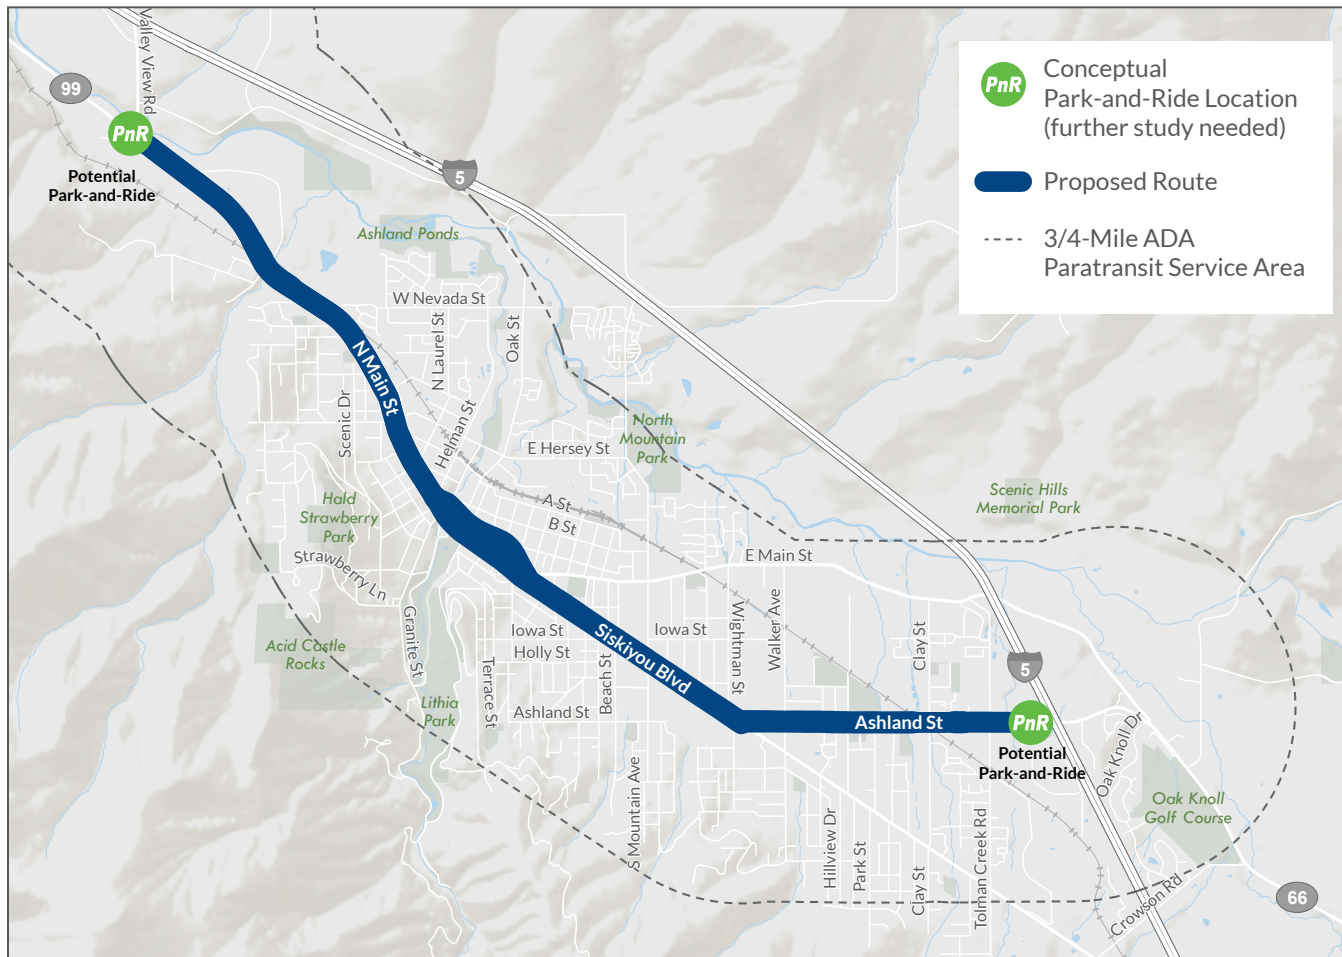 Valley View Rd
99
PnR
Potential
Park-and-Ride
5
PnR
Conceptual
Park-and-Ride Location
(further study needed)
Proposed Route
3/4-Mile ADA
Paratransit Service Area
Ashland Ponds
W Nevada St
N Laurel St
Oak St
N Main St
Scenic Dr
Helman St
E Hersey St
North
Mountain
Park
Hald
Strawberry
Park
A St
B St
Scenic Hills
Memorial Park
E Main St
Strawberry Ln
Granite St
Acid Castle
Rocks
Lithia
Park
Terrace St
Iowa St
Holly St
Beach St
Ashland St
Siskiyou Blvd
Iowa St
Wightman St
Walker Ave
Clay St
5
Ashland St
PnR
Potential
Park-and-Ride
Oak Knoll Dr
Oak Knoll
Golf Course
S Mountain Ave
Hillview Dr
Park St
Clay St
Tolman Creek Rd
Crowson Rd
66